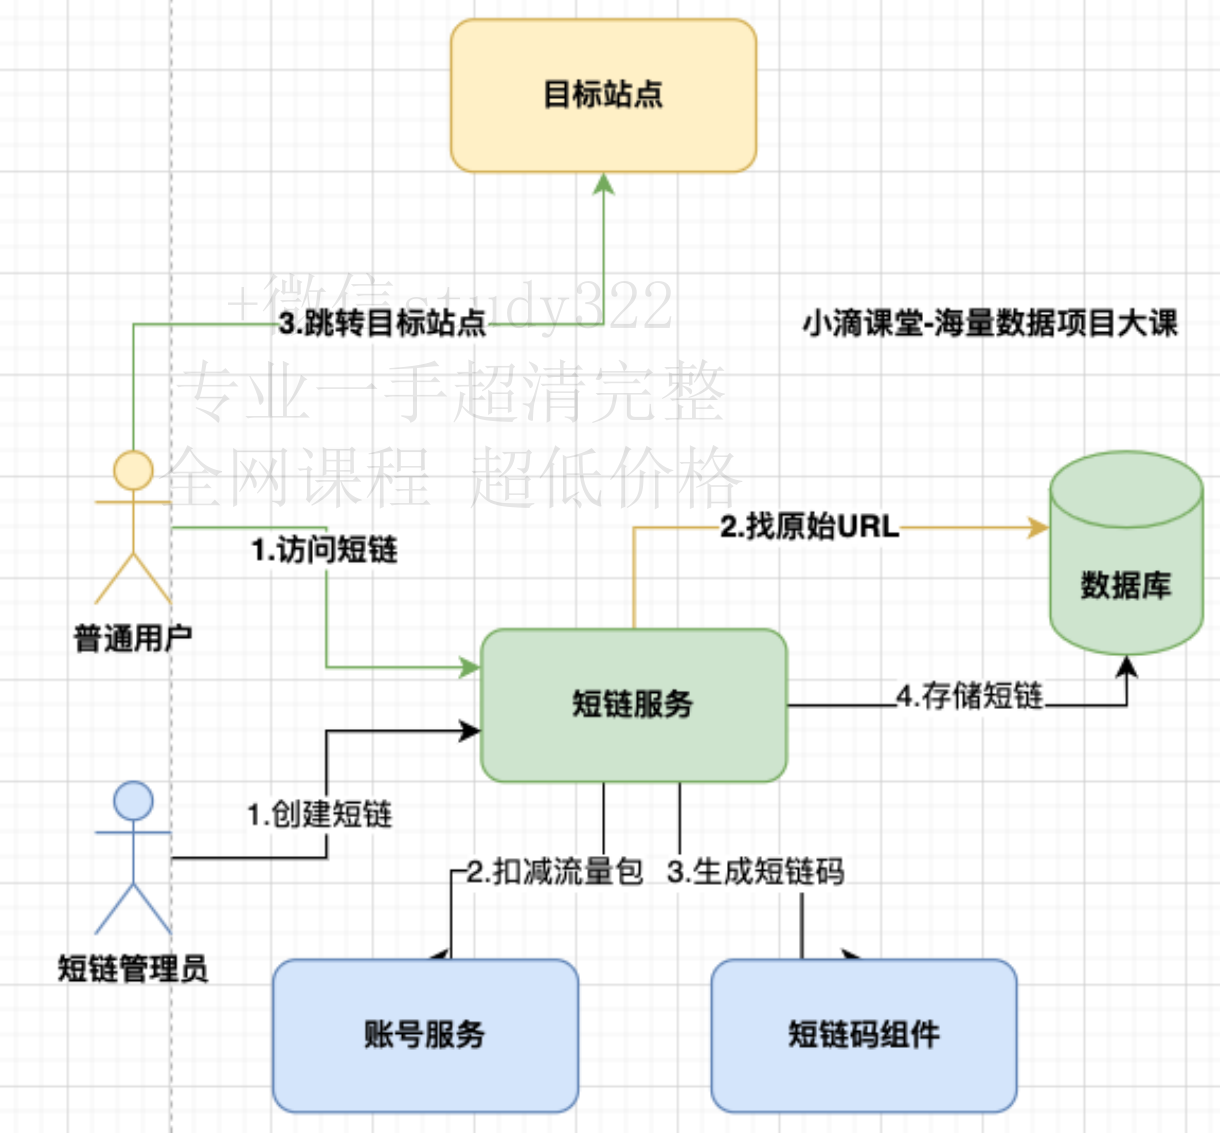 目标站点
+微信study322
3.跳转目标站点
小滴课堂-海量数据项目大课
专业一手超清完整
全网课程 超低价格
2.找原始URL
1.访问短链
数据库
普通用户
短链服务
4.存储短链
1.创建短链
2.扣减流量包
3.生成短链码
短链管理员
账号服务
短链码组件